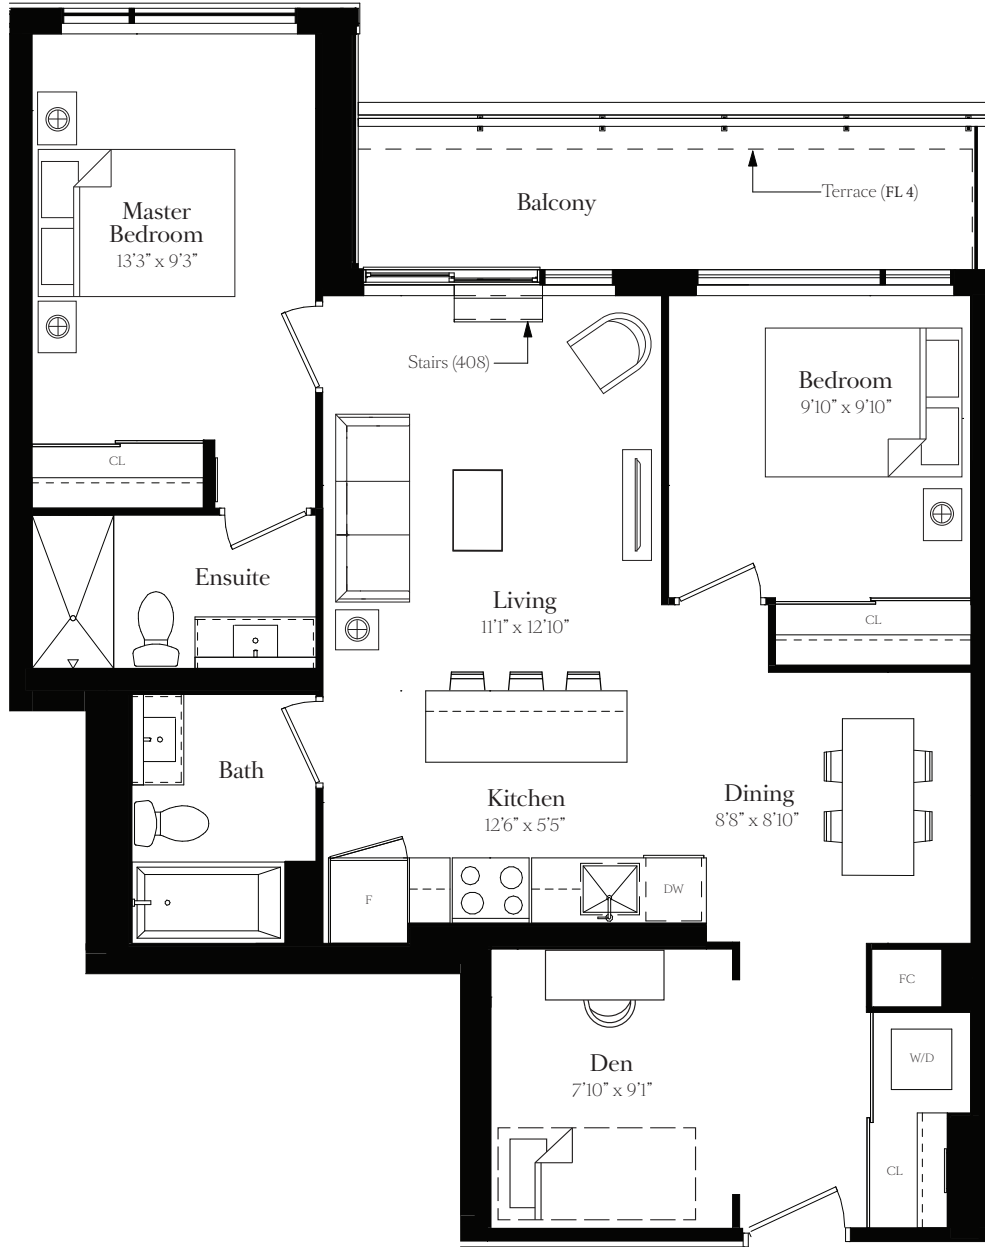 Balcony
Terrace (FL 4)
Master
Bedroom
13'3" x 9'3"
Stairs (408)
Bedroom
9'10" x 9'10"
CL
Ensuite
Living
11'1" x 12'10"
CL
Bath
Kitchen
12'6" x 5'5"
Dining
8'8" x 8'10"
F
DW
FC
Den
7'10" x 9'1"
W/D
CL